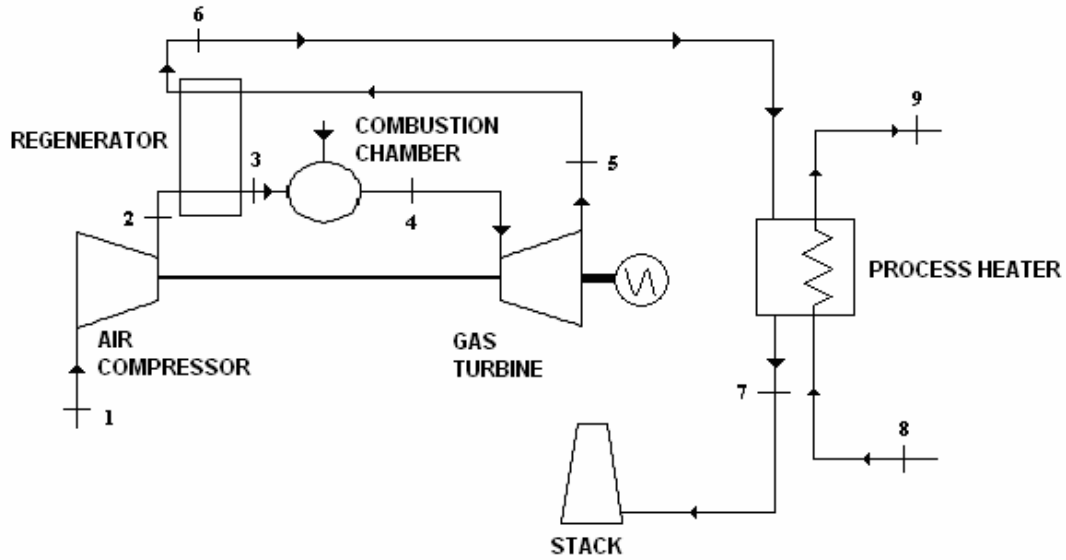 6
9
REGENERATOR
COMBUSTION
CHAMBER
3
5
2
4
PROCESS HEATER
AIR
COMPRESSOR
GAS
TURBINE
7
1
8
STACK